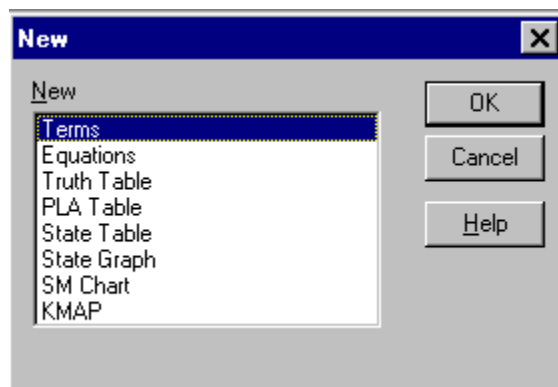 New
New
OK
Terms
Equations
Cancel
Truth Table
PLA Table
State Table
Help
State Graph
SM Chart
KMAP